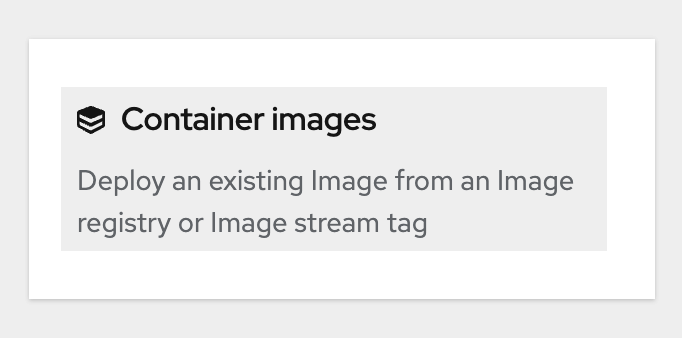 Container images
Deploy an existing Image from an Image
registry or Image stream tag